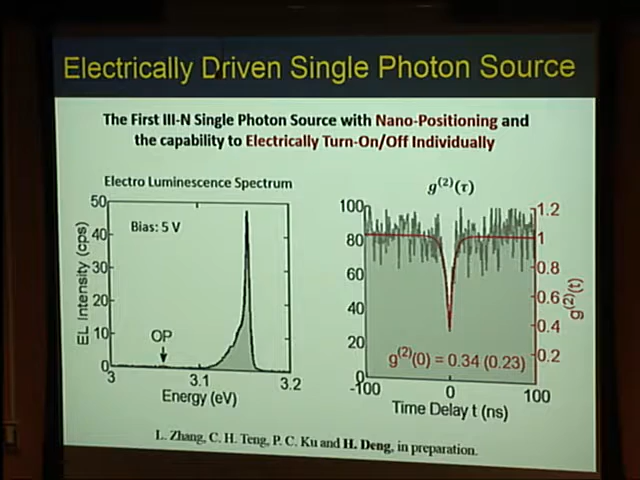 Electrically Driven Single Photon Source
The First III-N Single Photon Source with Nano-Positioning and
the capability to Electrically Turn-On/Off Individually
Electro Luminescence Spectrum
50
40
30
20
10
0
EL Intensity (cps)
Bias: 5 V
OP
3
3.1
3.2
Energy (eV)
g(2)(τ)
100
80
60
40
20
0
1.2
1
0.8
0.6
0.4
0.2
g(2)(t)
g(2)(0) = 0.34 (0.23)
-100
0
100
Time Delay t (ns)
L. Zhang, C. H. Teng, P. C. Ku and H. Deng, in preparation.